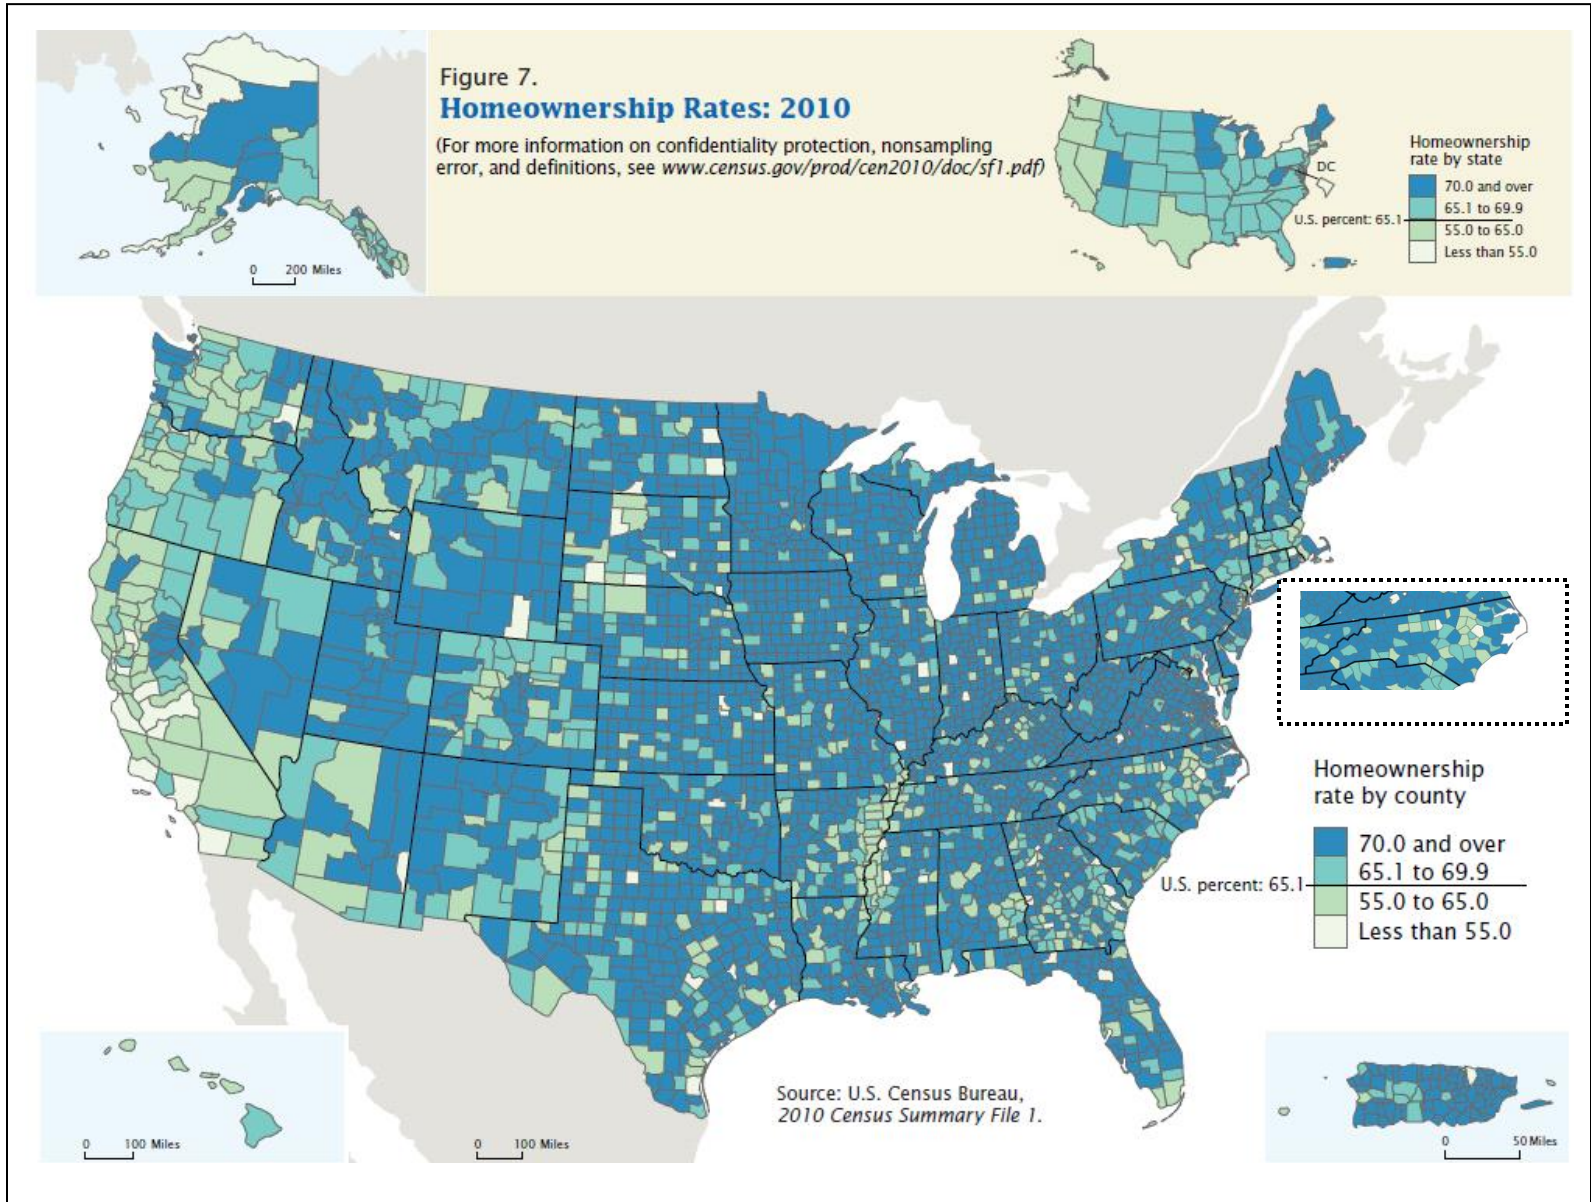 Figure 7.
Homeownership Rates: 2010
(For more information on confidentiality protection, nonsampling
error, and definitions, see www.census.gov/prod/cen2010/doc/sf1.pdf)
0 200 Miles
DC
Homeownership
rate by state
70.0 and over
65.1 to 69.9
U.S. percent: 65.1
55.0 to 65.0
Less than 55.0
Homeownership
rate by county
70.0 and over
65.1 to 69.9
U.S. percent: 65.1
55.0 to 65.0
Less than 55.0
Source: U.S. Census Bureau,
2010 Census Summary File 1.
0 100 Miles
0 100 Miles
0 50 Miles